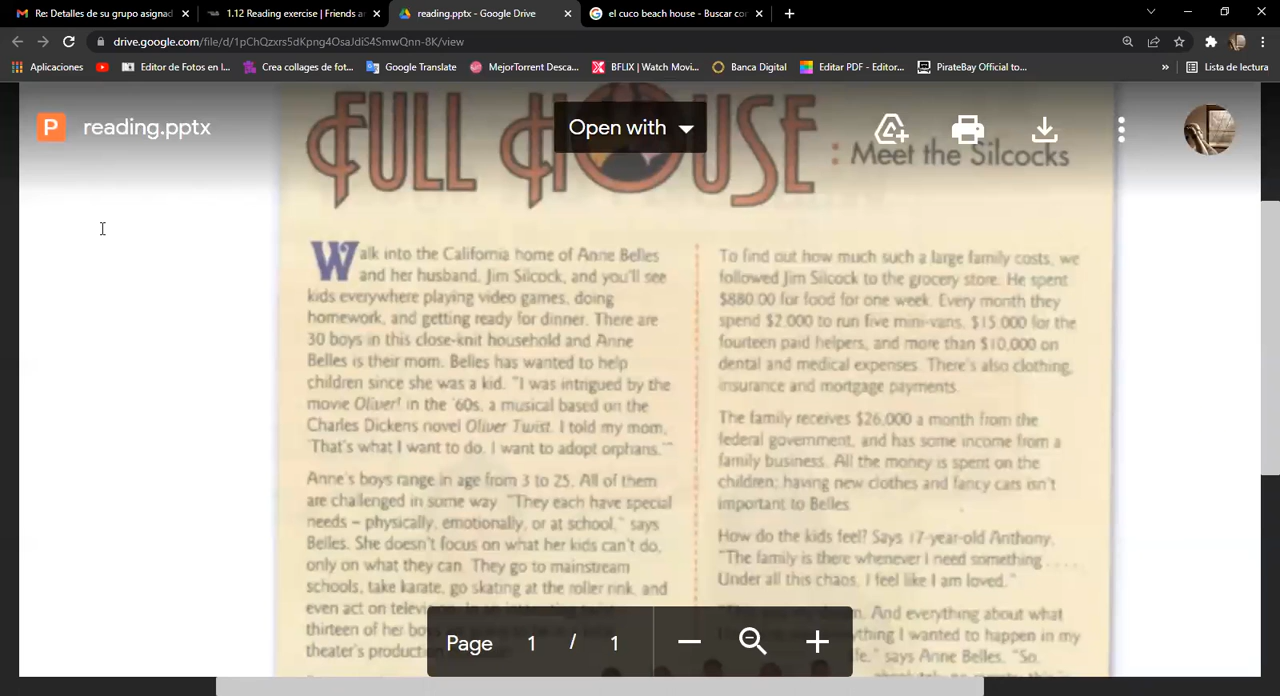 Re: Detalles de su grupo asignad
1.12 Reading exercise | Friends a
reading.pptx - Google Drive
el cuco beach house - Buscar co
drive.google.com/file/d/1pChQzxrs5dKpng4OsaJdiS4SmwQnn-8K/view
Aplicaciones
Editor de Fotos en l...
Crea collages de fot...
Google Translate
MejorTorrent Desca...
BFLIX | Watch Movi...
Banca Digital
Editar PDF - Editor...
PirateBay Official to...
»
Lista de lectura
P reading.pptx
Open with
FULL HOUSE : Meet the Silcocks
Walk into the California home of Anne Belles
and her husband, Jim Silcock, and you'll see
kids everywhere playing video games, doing
homework, and getting ready for dinner. There are
30 boys in this close-knit household and Anne
Belles is their mom. Belles has wanted to help
children since she was a kid. "I was intrigued by the
movie Oliver! in the '60s, a musical based on the
Charles Dickens novel Oliver Twist. I told my mom,
'That's what I want to do. I want to adopt orphans.'"
Anne's boys range in age from 3 to 25. All of them
are challenged in some way. "They each have special
needs – physically, emotionally, or at school," says
Belles. She doesn't focus on what her kids can't do,
only on what they can. They go to mainstream
schools, take karate, go skating at the roller rink, and
even act on
thirteen of her
theater's
To find out how much such a large family costs, we
followed Jim Silcock to the grocery store. He spent
$880.00 for food for one week. Every month they
spend $2,000 to run five mini-vans, $15,000 for the
fourteen paid helpers, and more than $10,000 on
dental and medical expenses. There's also clothing,
insurance and mortgage payments.
The family receives $26,000 a month from the
federal government, and has some income from a
family business. All the money is spent on the
children; having new clothes and fancy cars isn't
important to Belles.
How do the kids feel? Says 17-year-old Anthony,
"The family is there whenever I need something . . . .
Under all this chaos, I feel like I am loved."
And everything about what
I wanted to happen in my
says Anne Belles. "So,
Page 1 / 1